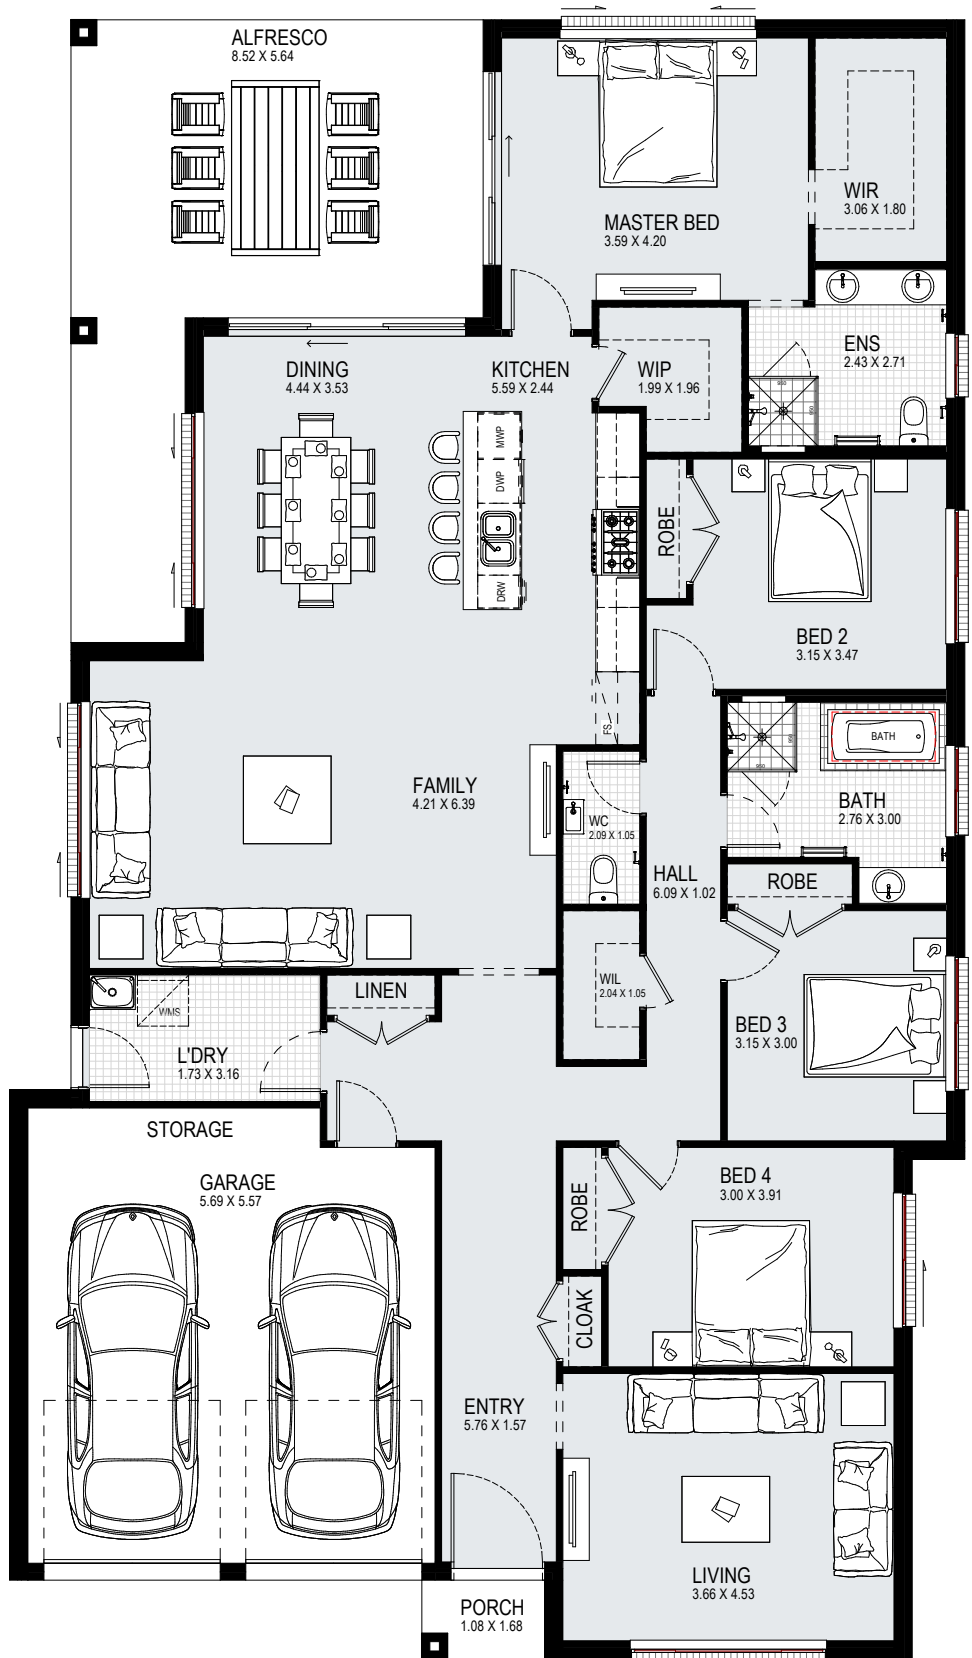 ALFRESCO
8.52 X 5.64
MASTER BED
3.59 X 4.20
WIR
3.06 X 1.80
ENS
2.43 X 2.71
950
950
DINING
4.44 X 3.53
KITCHEN
5.59 X 2.44
WIP
1.99 X 1.96
MWP
DWP
DRW
ROBE
BED 2
3.15 X 3.47
FS
950
950
BATH
BATH
2.76 X 3.00
FAMILY
4.21 X 6.39
WC
2.09 X 1.05
HALL
6.09 X 1.02
ROBE
WIL
2.04 X 1.05
LINEN
WMS
L'DRY
1.73 X 3.16
BED 3
3.15 X 3.00
STORAGE
GARAGE
5.69 X 5.57
ROBE
BED 4
3.00 X 3.91
CLOAK
ENTRY
5.76 X 1.57
LIVING
3.66 X 4.53
PORCH
1.08 X 1.68